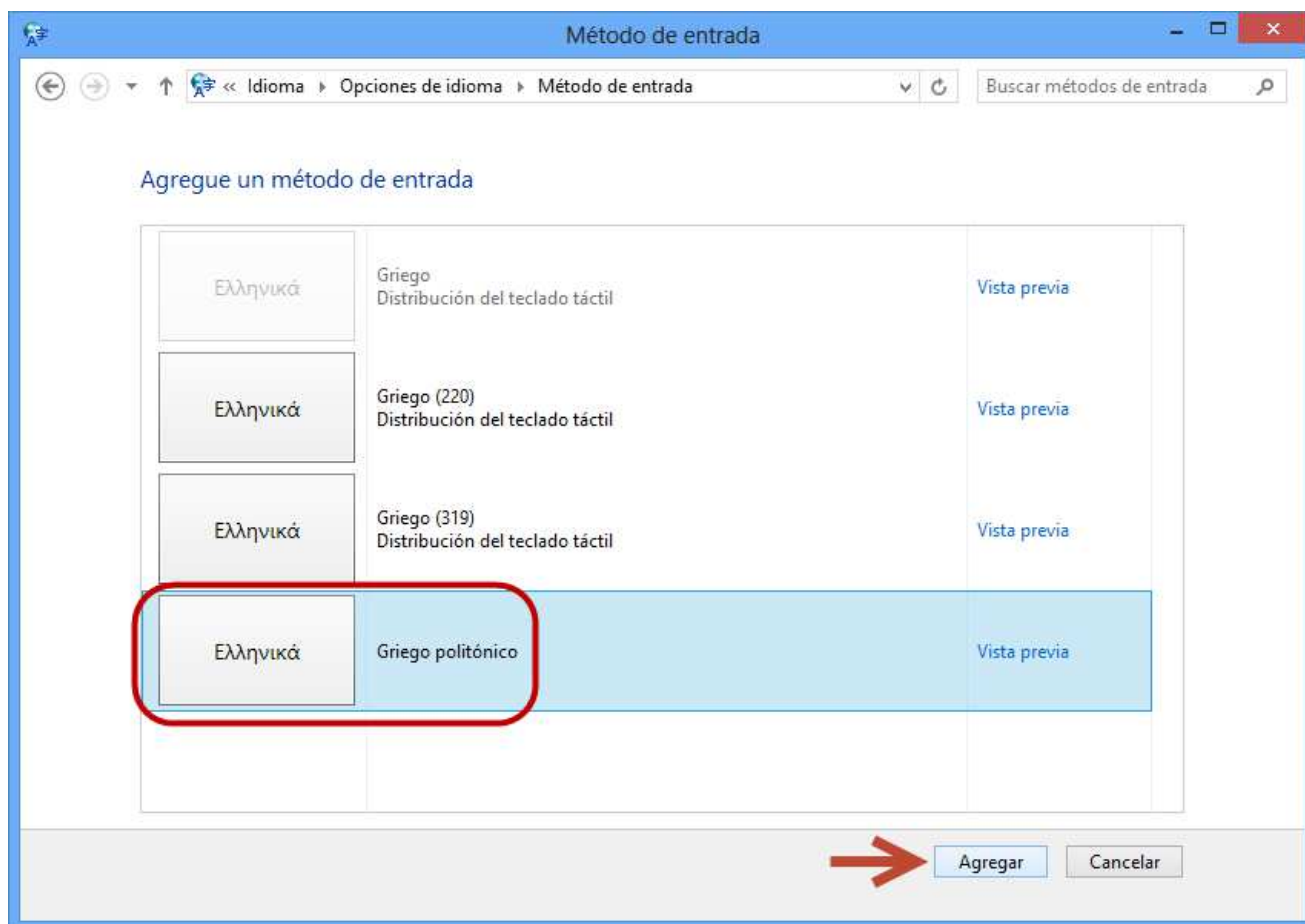 Método de entrada
« Idioma Opciones de idioma Método de entrada Buscar métodos de entrada
Agregue un método de entrada
Ελληνικά
Griego
Distribución del teclado táctil
Vista previa
Ελληνικά
Griego (220)
Distribución del teclado táctil
Vista previa
Ελληνικά
Griego (319)
Distribución del teclado táctil
Vista previa
Ελληνικά
Griego politónico
Vista previa
Agregar Cancelar